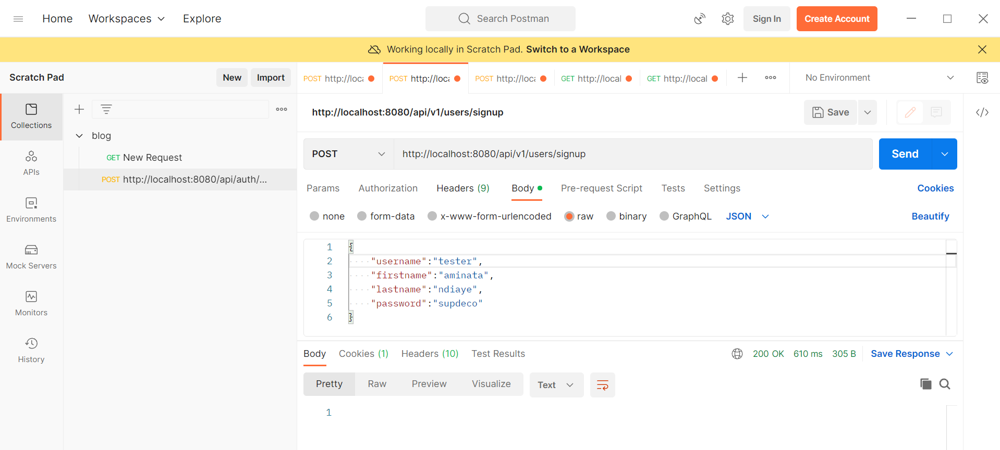 Home Workspaces Explore Search Postman Sign In Create Account
Working locally in Scratch Pad. Switch to a Workspace
Scratch Pad New Import POST http://loca POST http://loca POST http://loca GET http://local GET http://local No Environment
Collections
APIs
Environments
Mock Servers
Monitors
History
blog
GET New Request
POST http://localhost:8080/api/auth/...
http://localhost:8080/api/v1/users/signup Save
POST http://localhost:8080/api/v1/users/signup Send
Params Authorization Headers (9) Body Pre-request Script Tests Settings Cookies
none form-data x-www-form-urlencoded raw binary GraphQL JSON Beautify
1 {
2 "username":"tester",
3 "firstname":"aminata",
4 "lastname":"ndiaye",
5 "password":"supdeco"
6 }
Body Cookies (1) Headers (10) Test Results 200 OK 610 ms 305 B Save Response
Pretty Raw Preview Visualize Text
1